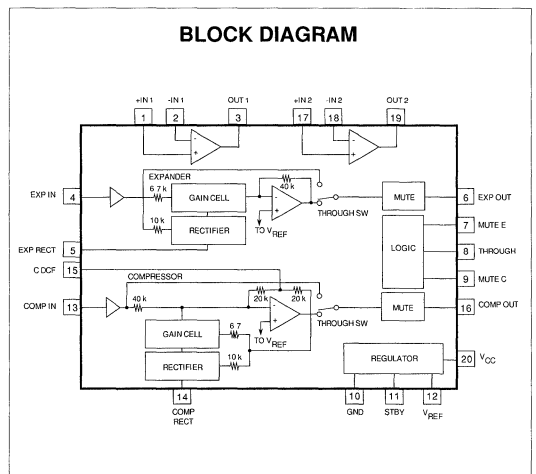 BLOCK DIAGRAM
+IN 1 -IN 1 OUT 1 +IN 2 -IN 2 OUT 2
1 2 3 17 18 19
- + - +
EXPANDER
40 k
EXP IN 4 6 7 k GAIN CELL - + MUTE 6 EXP OUT
THROUGH SW
10 k RECTIFIER TO VREF
7 MUTE E
EXP RECT 5 LOGIC 8 THROUGH
C DCF 15
COMPRESSOR 9 MUTE C
20 k 20 k
COMP IN 13 40 k - + MUTE 16 COMP OUT
THROUGH SW
GAIN CELL 6 7 TO VREF
10 k
RECTIFIER REGULATOR 20 VCC
14 10 11 12
COMP RECT GND STBY VREF